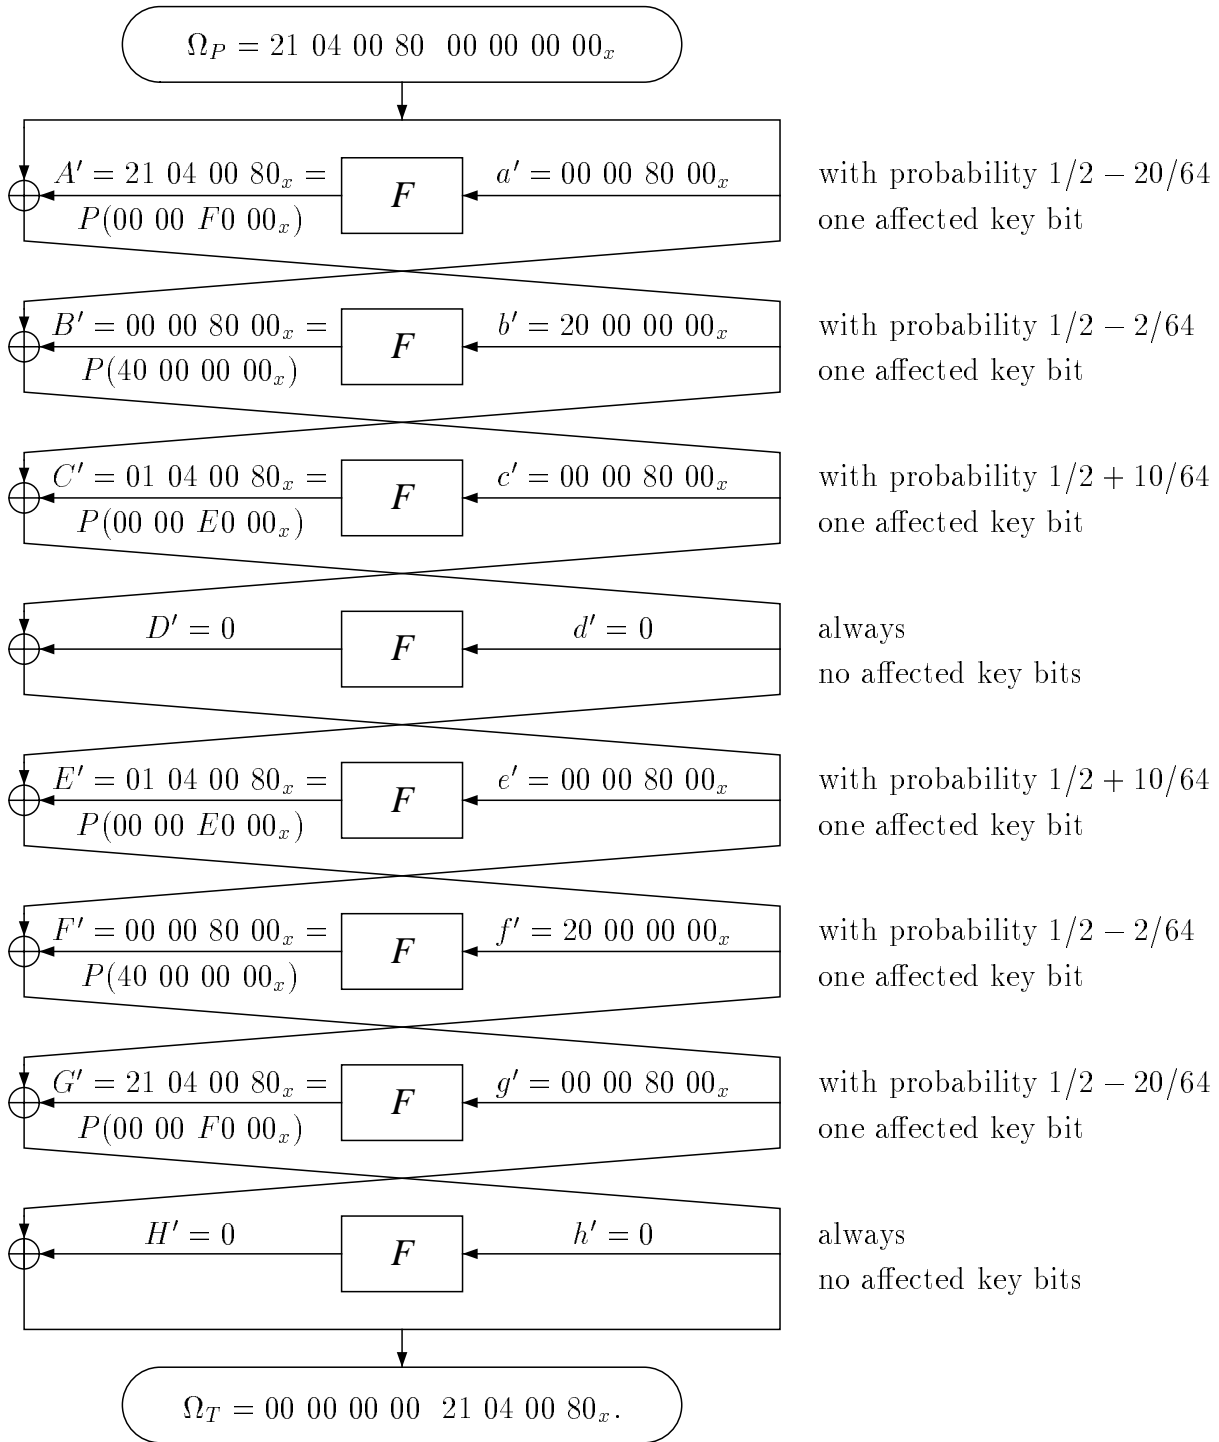 Ω_P = 21 04 00 80 00 00 00 00_x
A′ = 21 04 00 80_x = F a′ = 00 00 80 00_x with probability 1/2 − 20/64
P(00 00 F0 00_x) one affected key bit
B′ = 00 00 80 00_x = F b′ = 20 00 00 00_x with probability 1/2 − 2/64
P(40 00 00 00_x) one affected key bit
C′ = 01 04 00 80_x = F c′ = 00 00 80 00_x with probability 1/2 + 10/64
P(00 00 E0 00_x) one affected key bit
D′ = 0 F d′ = 0 always
no affected key bits
E′ = 01 04 00 80_x = F e′ = 00 00 80 00_x with probability 1/2 + 10/64
P(00 00 E0 00_x) one affected key bit
F′ = 00 00 80 00_x = F f′ = 20 00 00 00_x with probability 1/2 − 2/64
P(40 00 00 00_x) one affected key bit
G′ = 21 04 00 80_x = F g′ = 00 00 80 00_x with probability 1/2 − 20/64
P(00 00 F0 00_x) one affected key bit
H′ = 0 F h′ = 0 always
no affected key bits
Ω_T = 00 00 00 00 21 04 00 80_x.